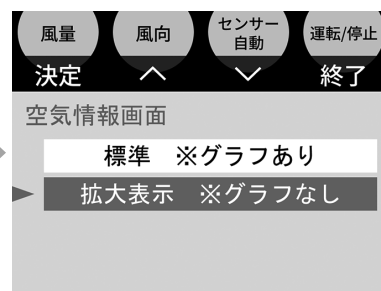 風量 風向 センサー自動 運転/停止
決定 ヘ ∨ 終了
空気情報画面
標準 ※グラフあり
拡大表示 ※グラフなし